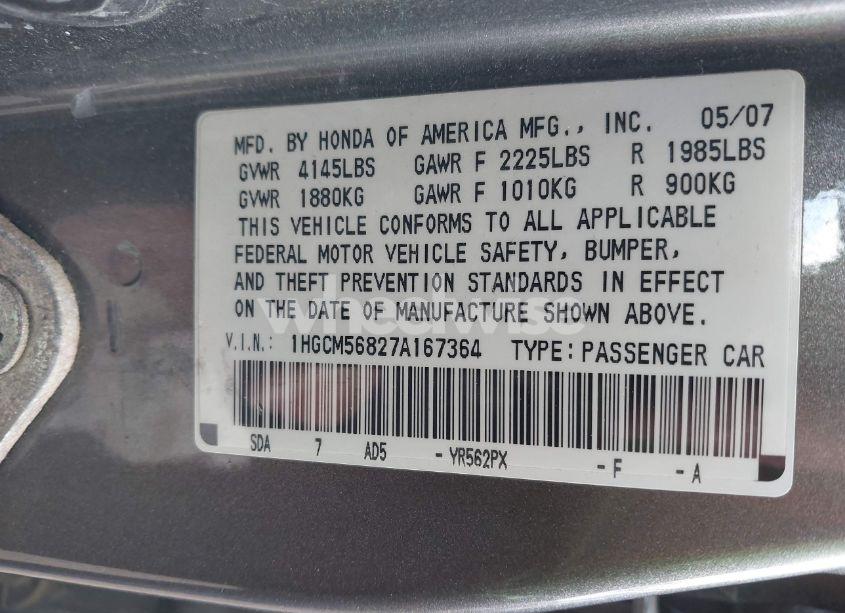 MFD. BY HONDA OF AMERICA MFG., INC. 05/07
GVWR 4145LBS GAWR F 2225LBS R 1985LBS
GVWR 1880KG GAWR F 1010KG R 900KG
THIS VEHICLE CONFORMS TO ALL APPLICABLE
FEDERAL MOTOR VEHICLE SAFETY, BUMPER,
AND THEFT PREVENTION STANDARDS IN EFFECT
ON THE DATE OF MANUFACTURE SHOWN ABOVE.
wheelwise
V.I.N.: 1HGCM56827A167364 TYPE: PASSENGER CAR
SDA 7 AD5 - YR562PX - F - A